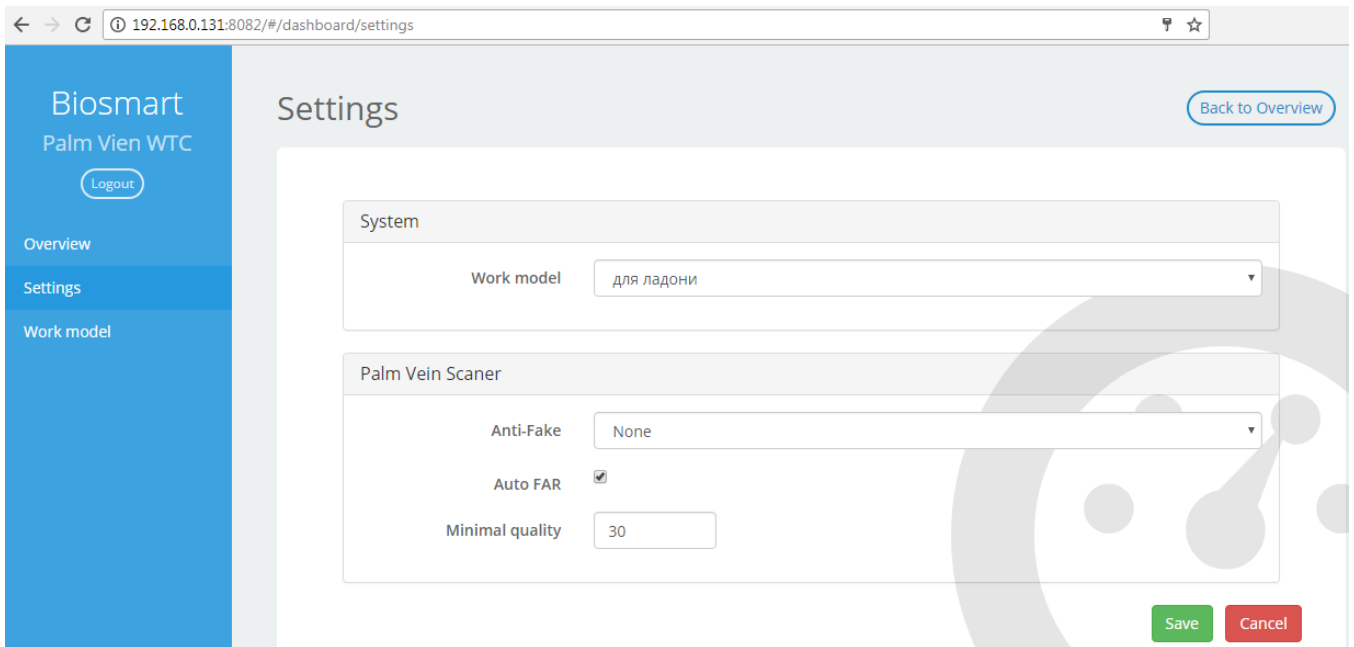 192.168.0.131:8082/#/dashboard/settings
Biosmart
Palm Vien WTC
Logout
Overview
Settings
Work model
Settings
Back to Overview
System
Work model для ладони
Palm Vein Scaner
Anti-Fake None
Auto FAR
Minimal quality 30
Save Cancel